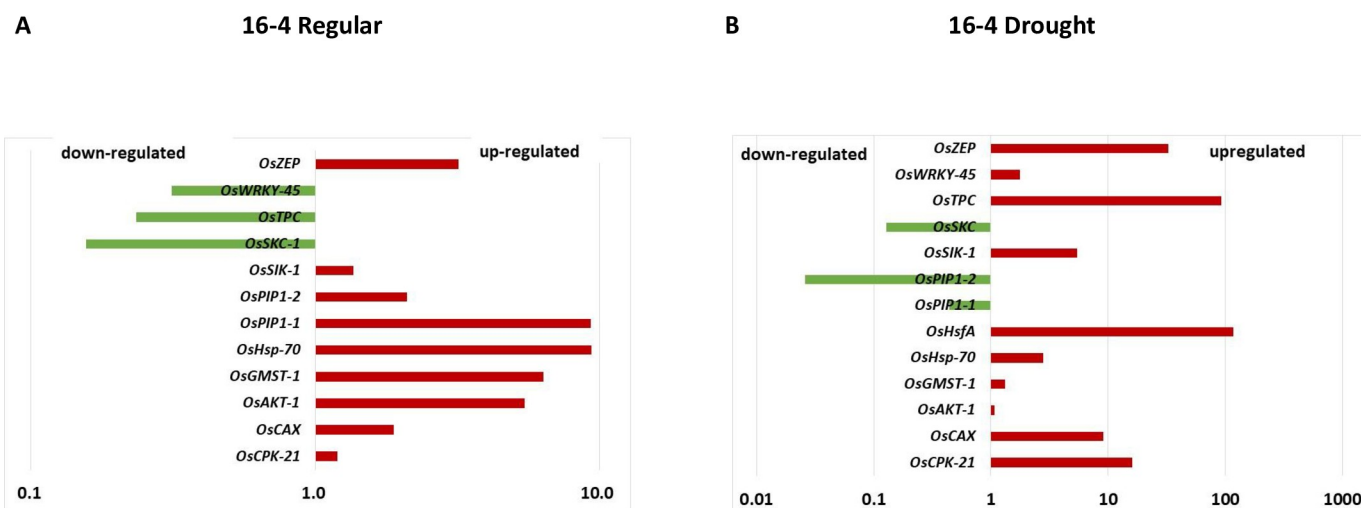 A
16-4 Regular
down-regulated
up-regulated
OsZEP
OsWRKY-45
OsTPC
OsSKC-1
OsSIK-1
OsPIP1-2
OsPIP1-1
OsHsp-70
OsGMST-1
OsAKT-1
OsCAX
OsCPK-21
0.1 1.0 10.0
B
16-4 Drought
down-regulated
upregulated
OsZEP
OsWRKY-45
OsTPC
OsSKC
OsSIK-1
OsPIP1-2
OsPIP1-1
OsHsfA
OsHsp-70
OsGMST-1
OsAKT-1
OsCAX
OsCPK-21
0.01 0.1 1 10 100 1000